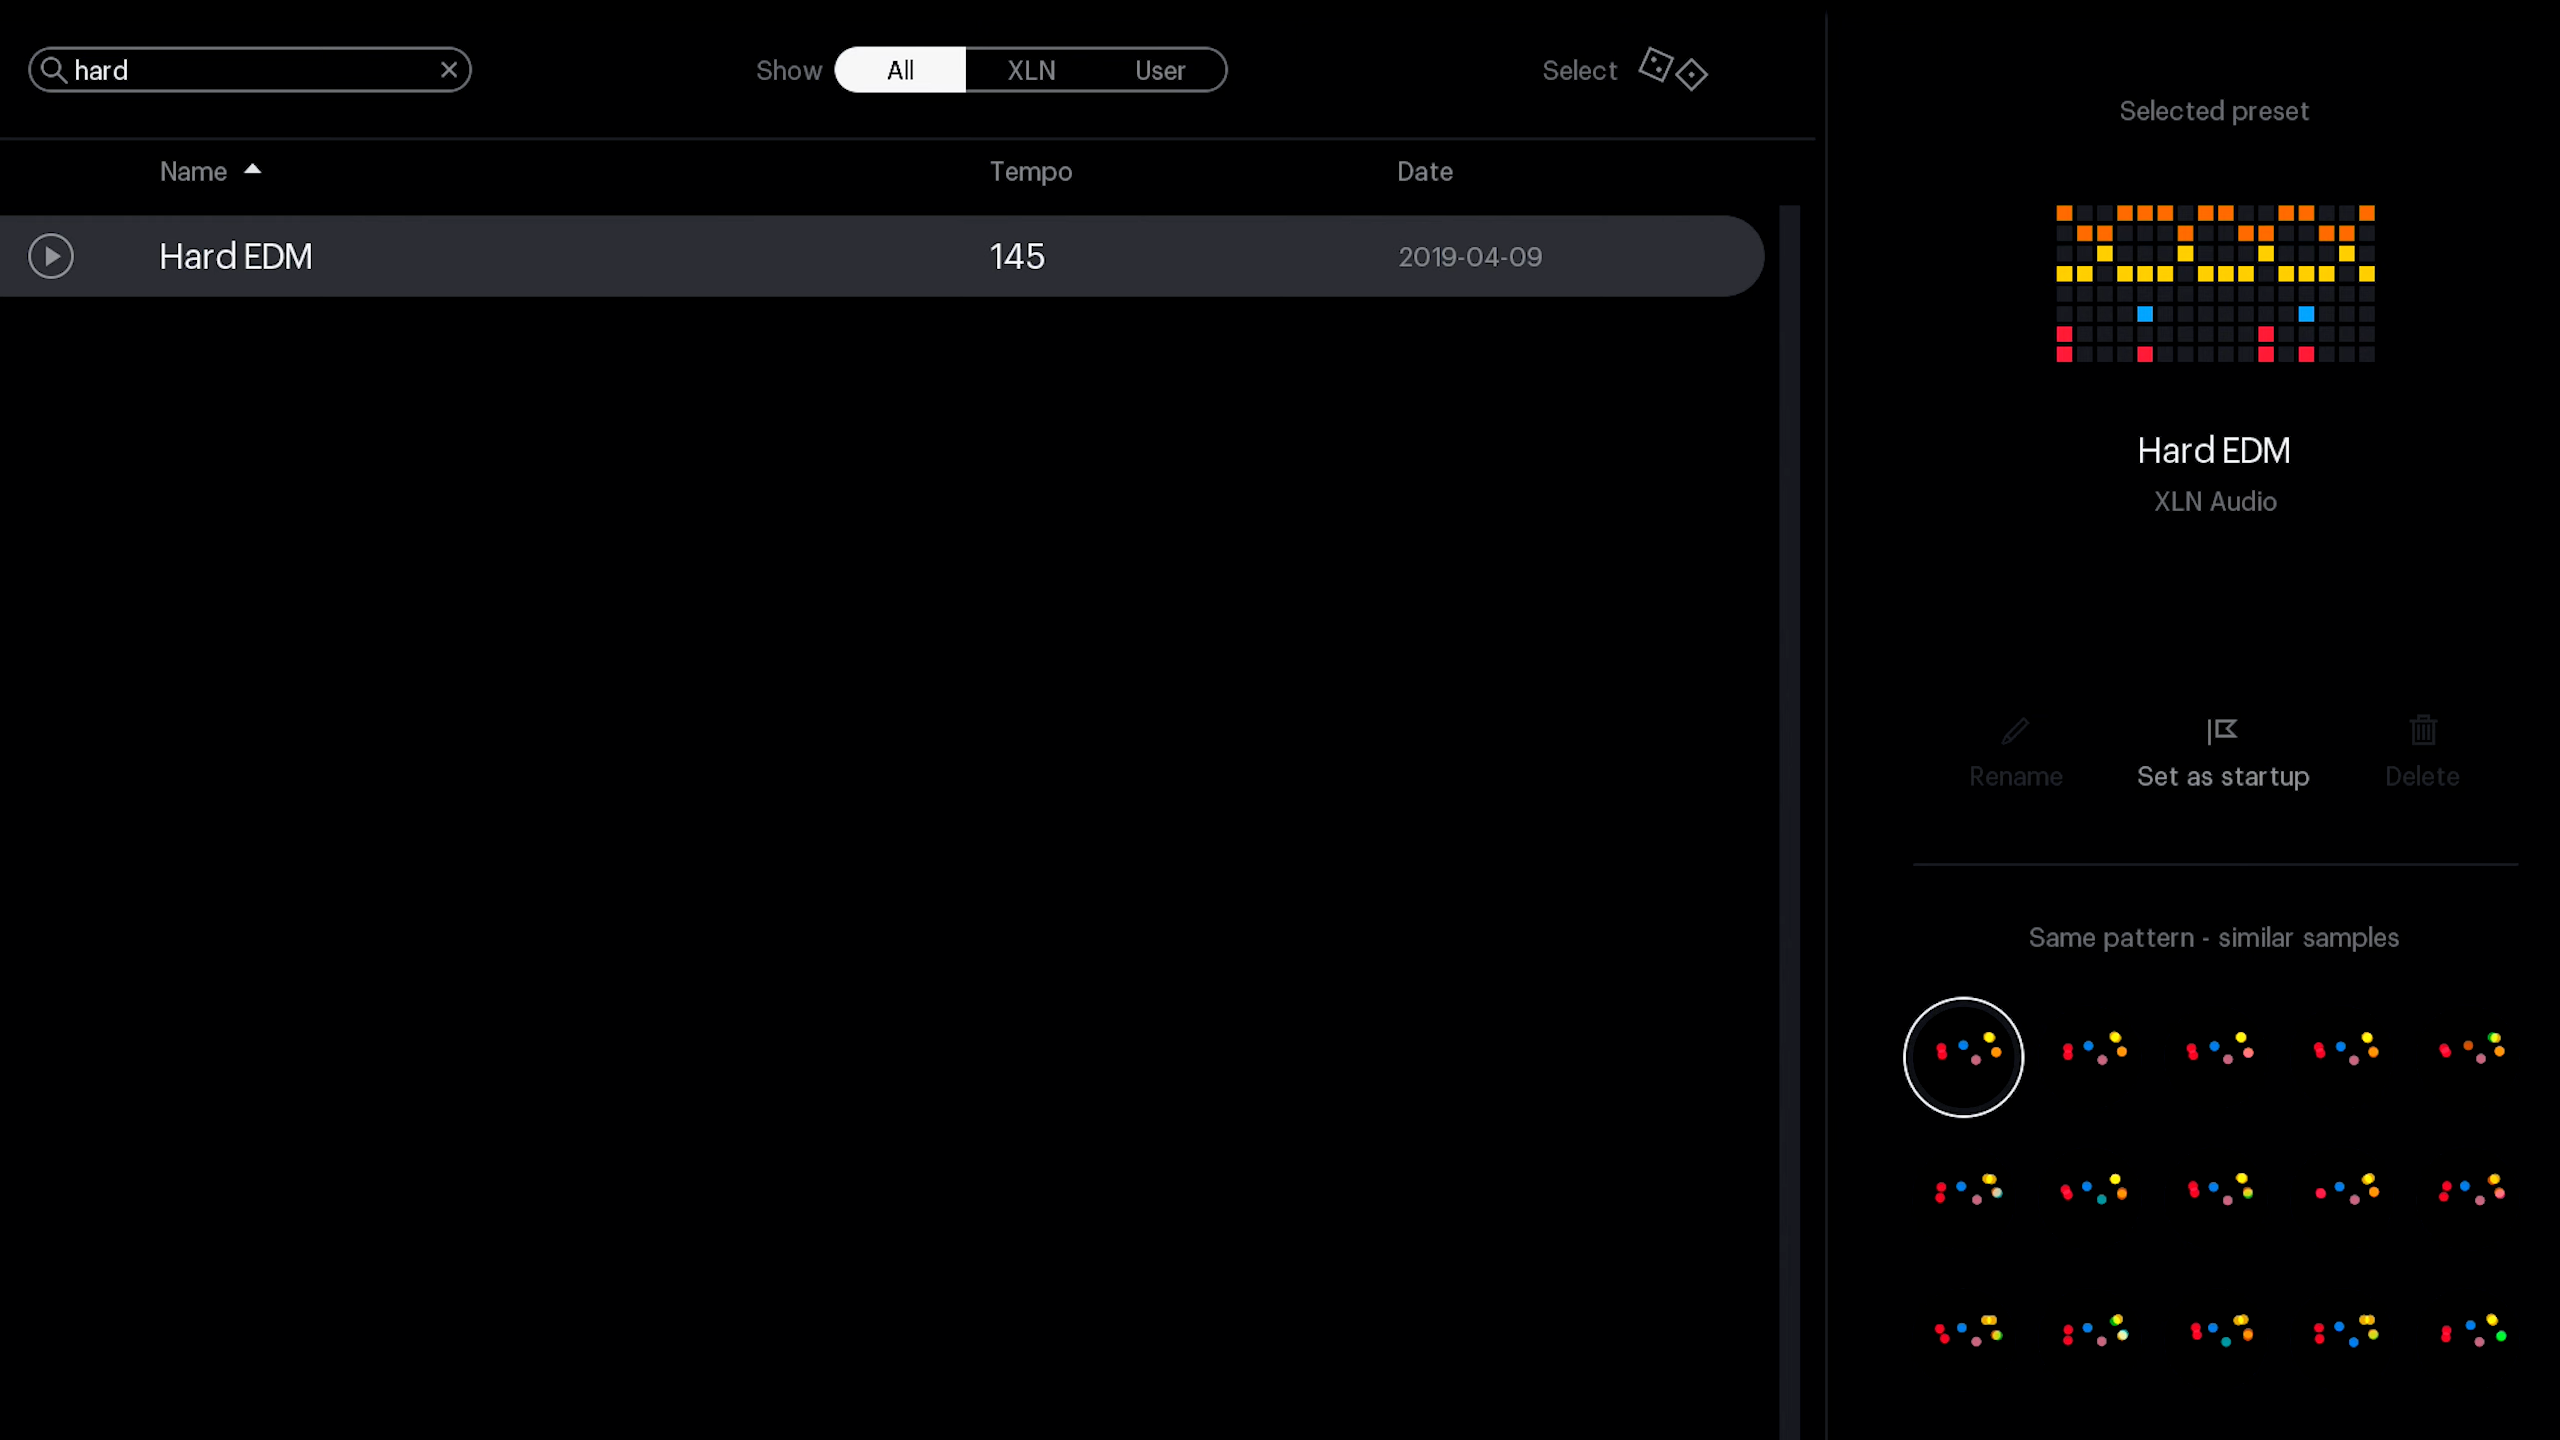 hard
Show All XLN User
Select
Name Tempo Date
Hard EDM 145 2019-04-09
Selected preset
Hard EDM
XLN Audio
Rename Set as startup Delete
Same pattern - similar samples